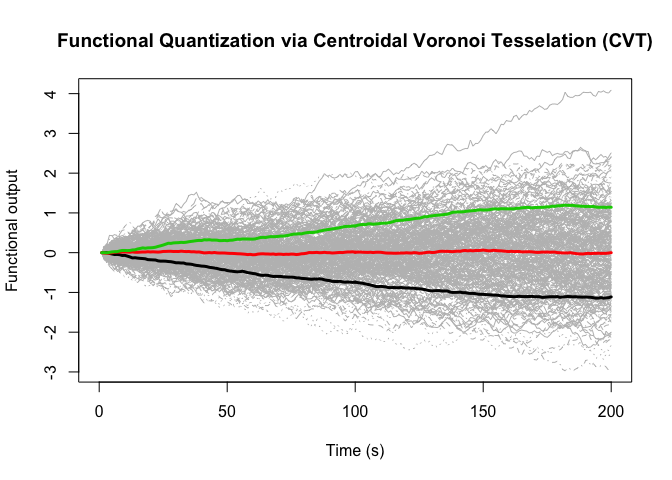 Functional Quantization via Centroidal Voronoi Tesselation (CVT)
Functional output
4
3
2
1
0
-1
-2
-3
0 50 100 150 200
Time (s)